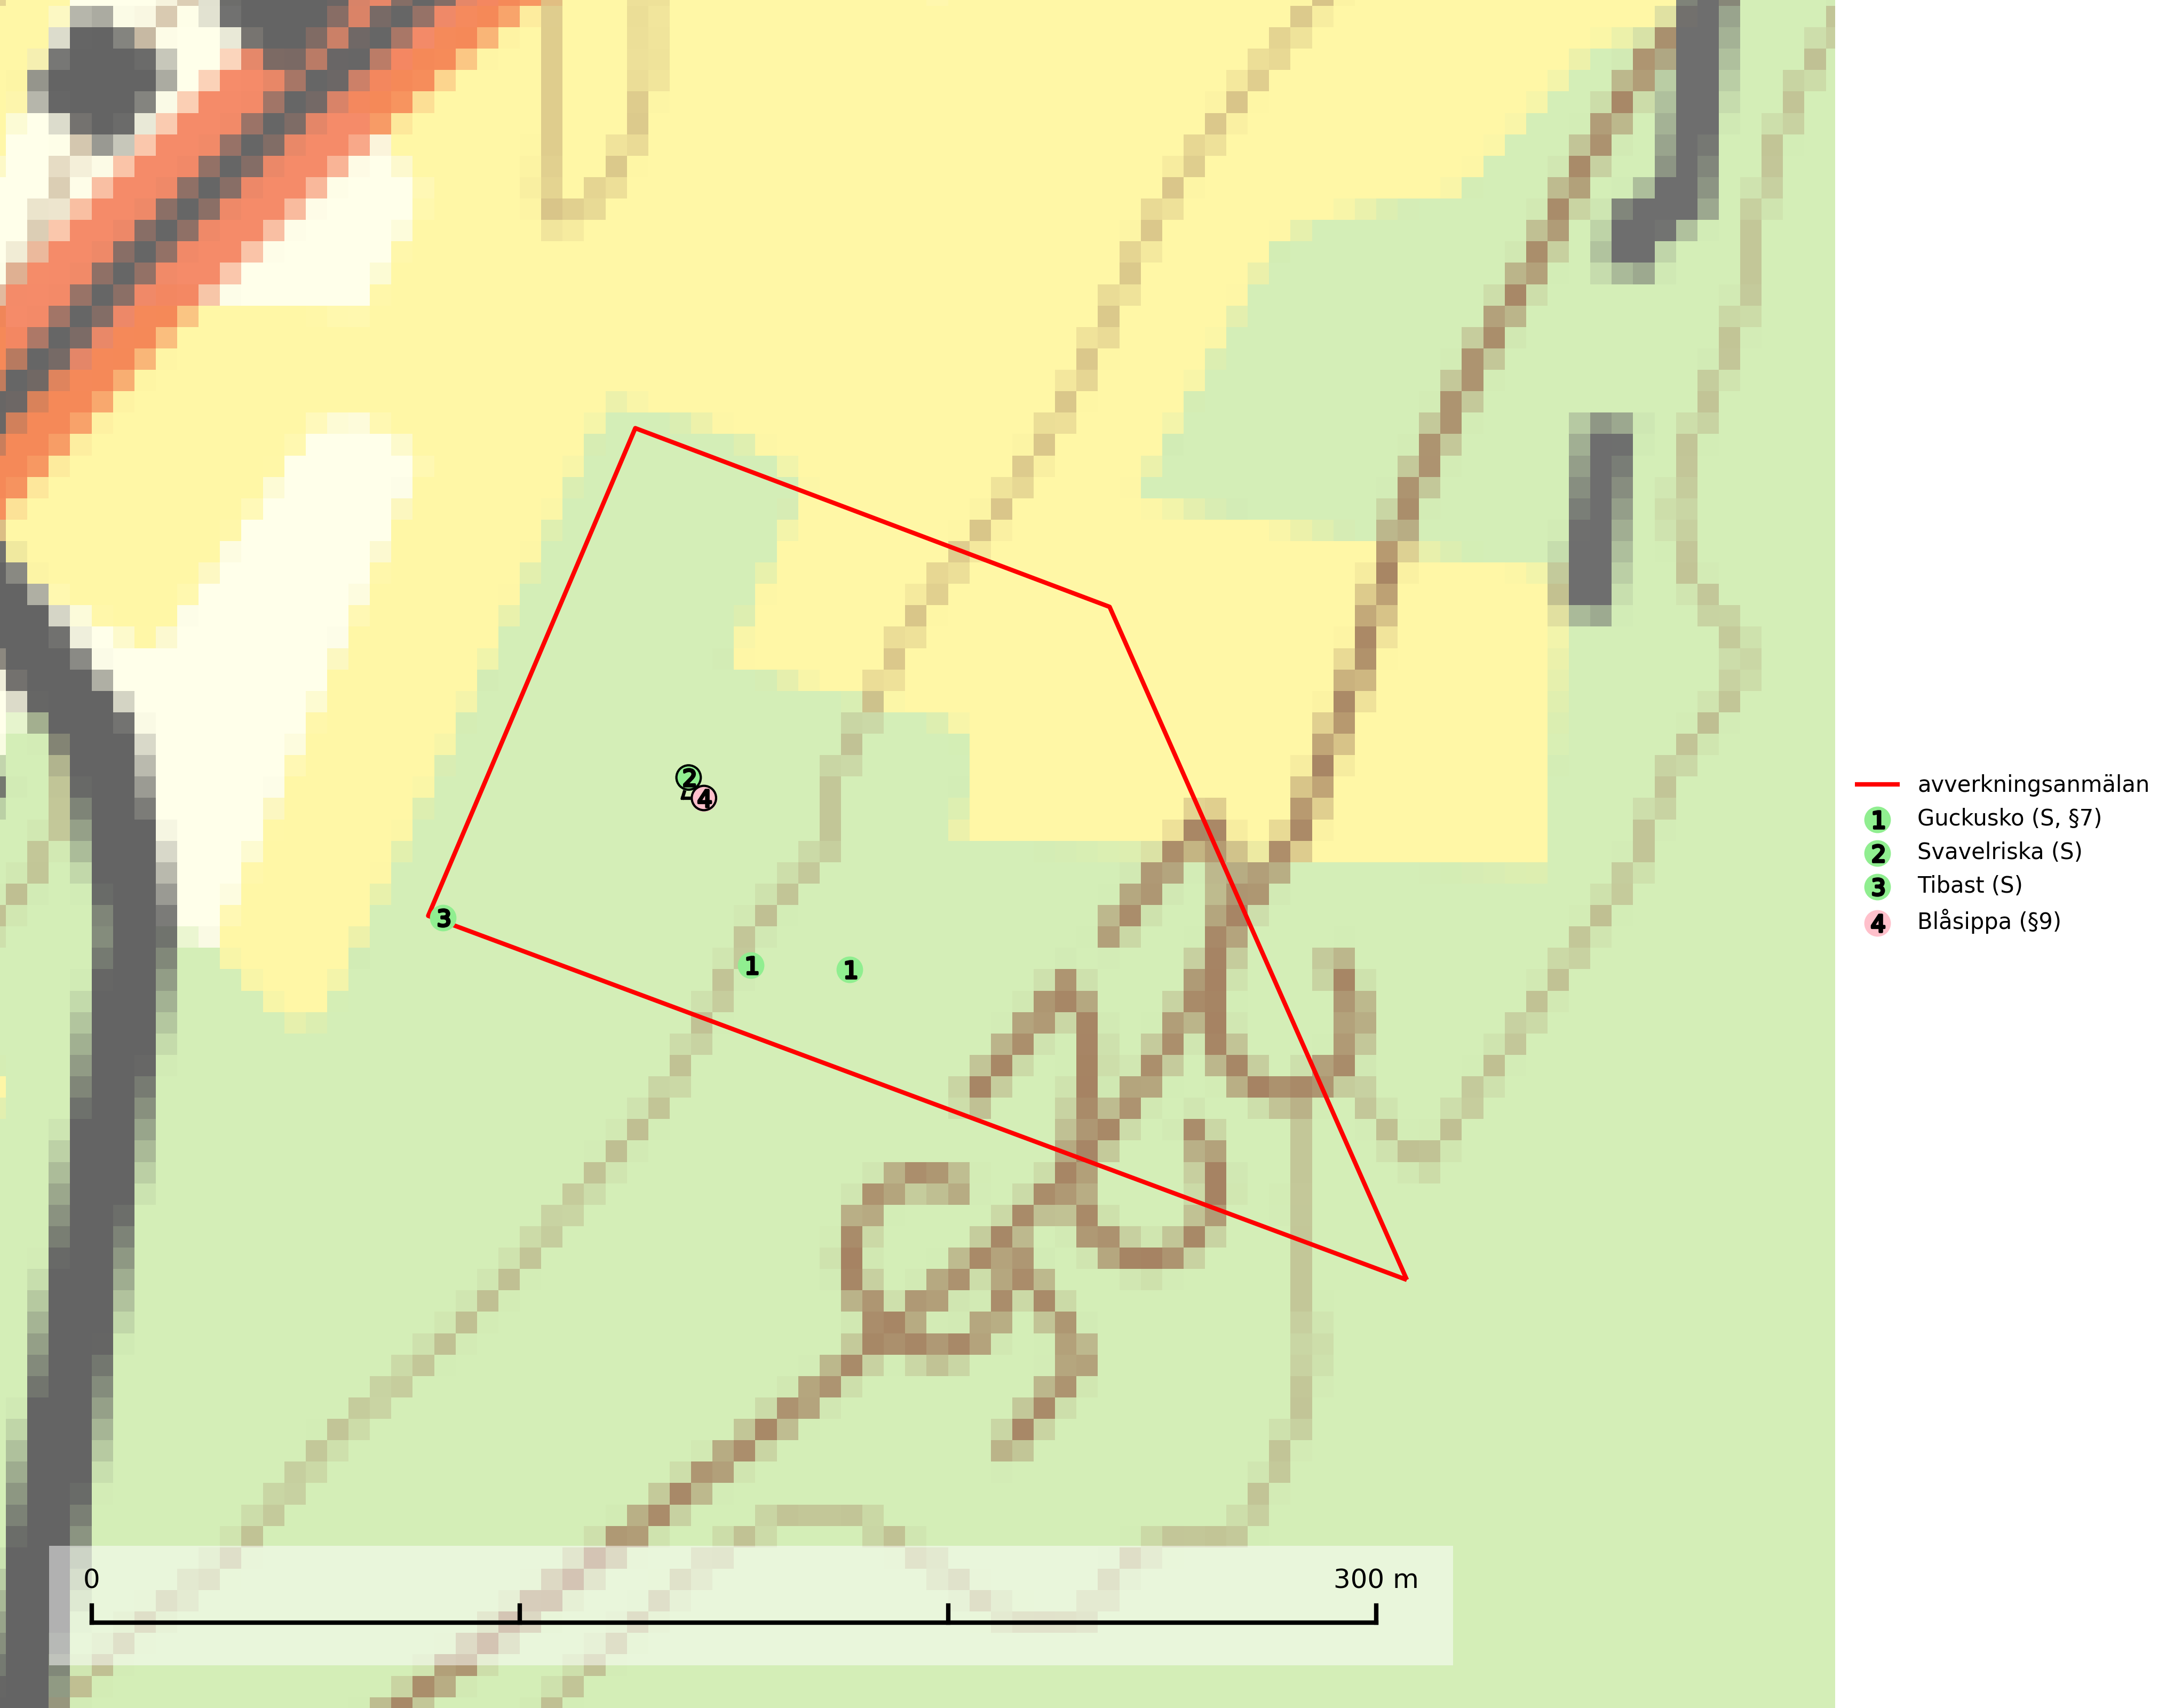 2
4
3
1 1
avverkningsanmälan
1 Guckusko (S, §7)
2 Svavelriska (S)
3 Tibast (S)
4 Blåsippa (§9)
0 300 m